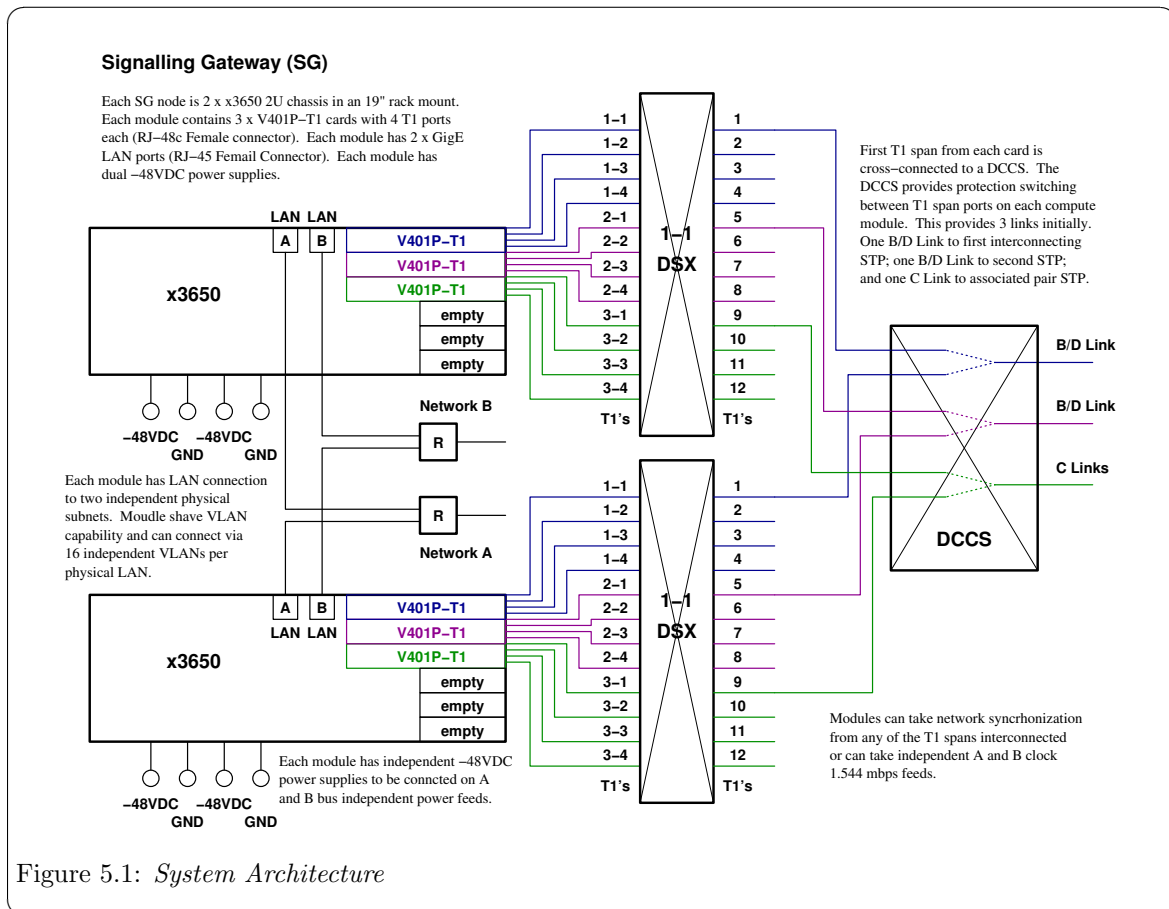 Signalling Gateway (SG)
Each SG node is 2 x x3650 2U chassis in an 19" rack mount.
Each module contains 3 x V401P−T1 cards with 4 T1 ports
each (RJ−48c Female connector).  Each module has 2 x GigE
LAN ports (RJ−45 Femail Connector).  Each module has
dual −48VDC power supplies.
First T1 span from each card is
cross−connected to a DCCS.  The
DCCS provides protection switching
between T1 span ports on each compute
module.  This provides 3 links initially.
One B/D Link to first interconnecting
STP; one B/D Link to second STP;
and one C Link to associated pair STP.
LAN LAN
A B
x3650
V401P−T1
V401P−T1
V401P−T1
empty
empty
empty
−48VDC −48VDC
GND GND
1−1
1−2
1−3
1−4
2−1
2−2
2−3
2−4
3−1
3−2
3−3
3−4
T1's
1−1
DSX
1
2
3
4
5
6
7
8
9
10
11
12
T1's
Network B
R
R
Network A
Each module has LAN connection
to two independent physical
subnets.  Moudle shave VLAN
capability and can connect via
16 independent VLANs per
physical LAN.
B/D Link
B/D Link
C Links
DCCS
A B
LAN LAN
x3650
V401P−T1
V401P−T1
V401P−T1
empty
empty
empty
−48VDC −48VDC
GND GND
1−1
1−2
1−3
1−4
2−1
2−2
2−3
2−4
3−1
3−2
3−3
3−4
T1's
1−1
DSX
1
2
3
4
5
6
7
8
9
10
11
12
T1's
Each module has independent −48VDC
power supplies to be conncted on A
and B bus independent power feeds.
Modules can take network syncrhonization
from any of the T1 spans interconnected
or can take independent A and B clock
1.544 mbps feeds.
Figure 5.1: System Architecture